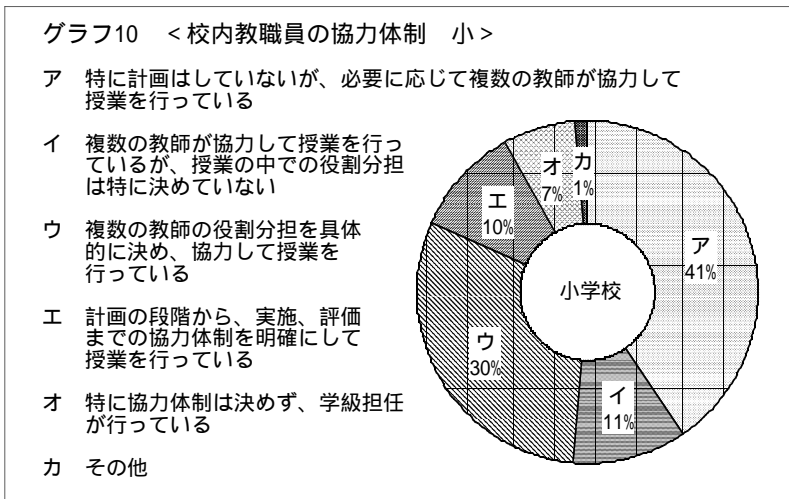 グラフ10 <校内教職員の協力体制 小>
ア 特に計画はしていないが、必要に応じて複数の教師が協力して
授業を行っている
イ 複数の教師が協力して授業を行っ
ているが、授業の中での役割分担
は特に決めていない
ウ 複数の教師の役割分担を具体
的に決め、協力して授業を
行っている
エ 計画の段階から、実施、評価
までの協力体制を明確にして
授業を行っている
オ 特に協力体制は決めず、学級担任
が行っている
カ その他
ア
41%
イ
11%
ウ
30%
エ
10%
オ
7%
カ
1%
小学校